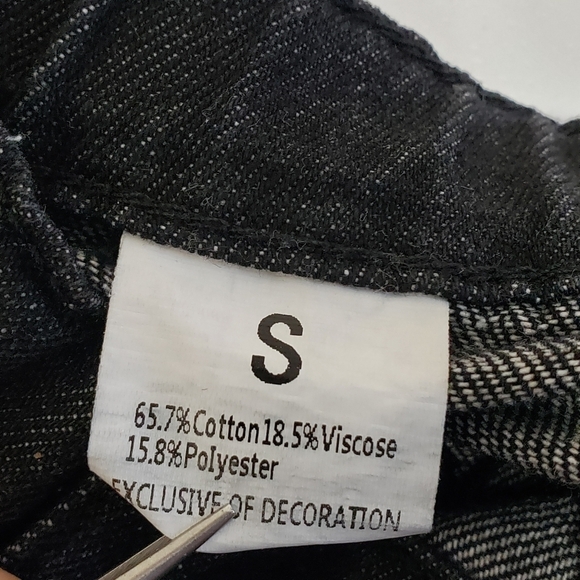 S
65.7%Cotton18.5%Viscose
15.8%Polyester
EXCLUSIVE OF DECORATION